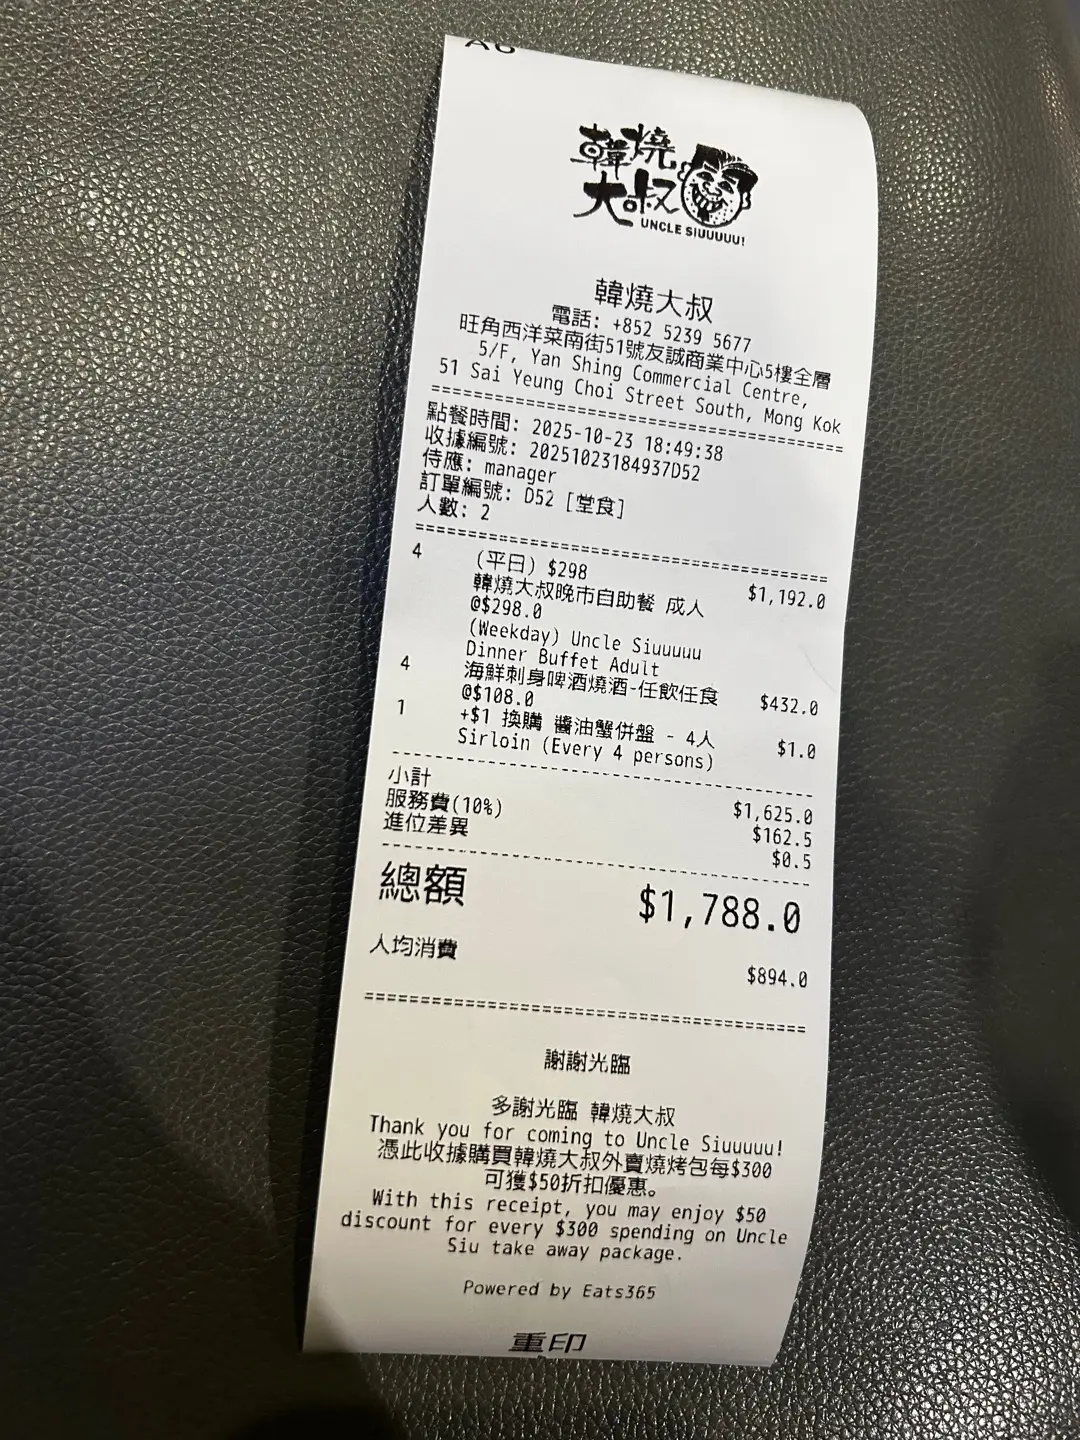 韓燒
大叔
UNCLE SIUUUUU!
韓燒大叔
電話: +852 5239 5677
旺角西洋菜南街51號友誠商業中心5樓全層
5/F, Yan Shing Commercial Centre,
51 Sai Yeung Choi Street South, Mong Kok
點餐時間: 2025-10-23 18:49:38
收據編號: 20251023184937D52
侍應: manager
訂單編號: D52 [堂食]
人數: 2
4 (平日) $298 $1,192.0
韓燒大叔晚市自助餐 成人
@$298.0
(Weekday) Uncle Siuuuuu
Dinner Buffet Adult
4 海鮮刺身啤酒燒酒-任飲任食 $432.0
@$108.0
1 +$1 換購 醬油蟹併盤 - 4人 $1.0
Sirloin (Every 4 persons)
小計 $1,625.0
服務費(10%) $162.5
進位差異 $0.5
總額 $1,788.0
人均消費 $894.0
謝謝光臨
多謝光臨 韓燒大叔
Thank you for coming to Uncle Siuuuuu!
憑此收據購買韓燒大叔外賣燒烤包每$300
可獲$50折扣優惠。
With this receipt, you may enjoy $50
discount for every $300 spending on Uncle
Siu take away package.
Powered by Eats365
重印